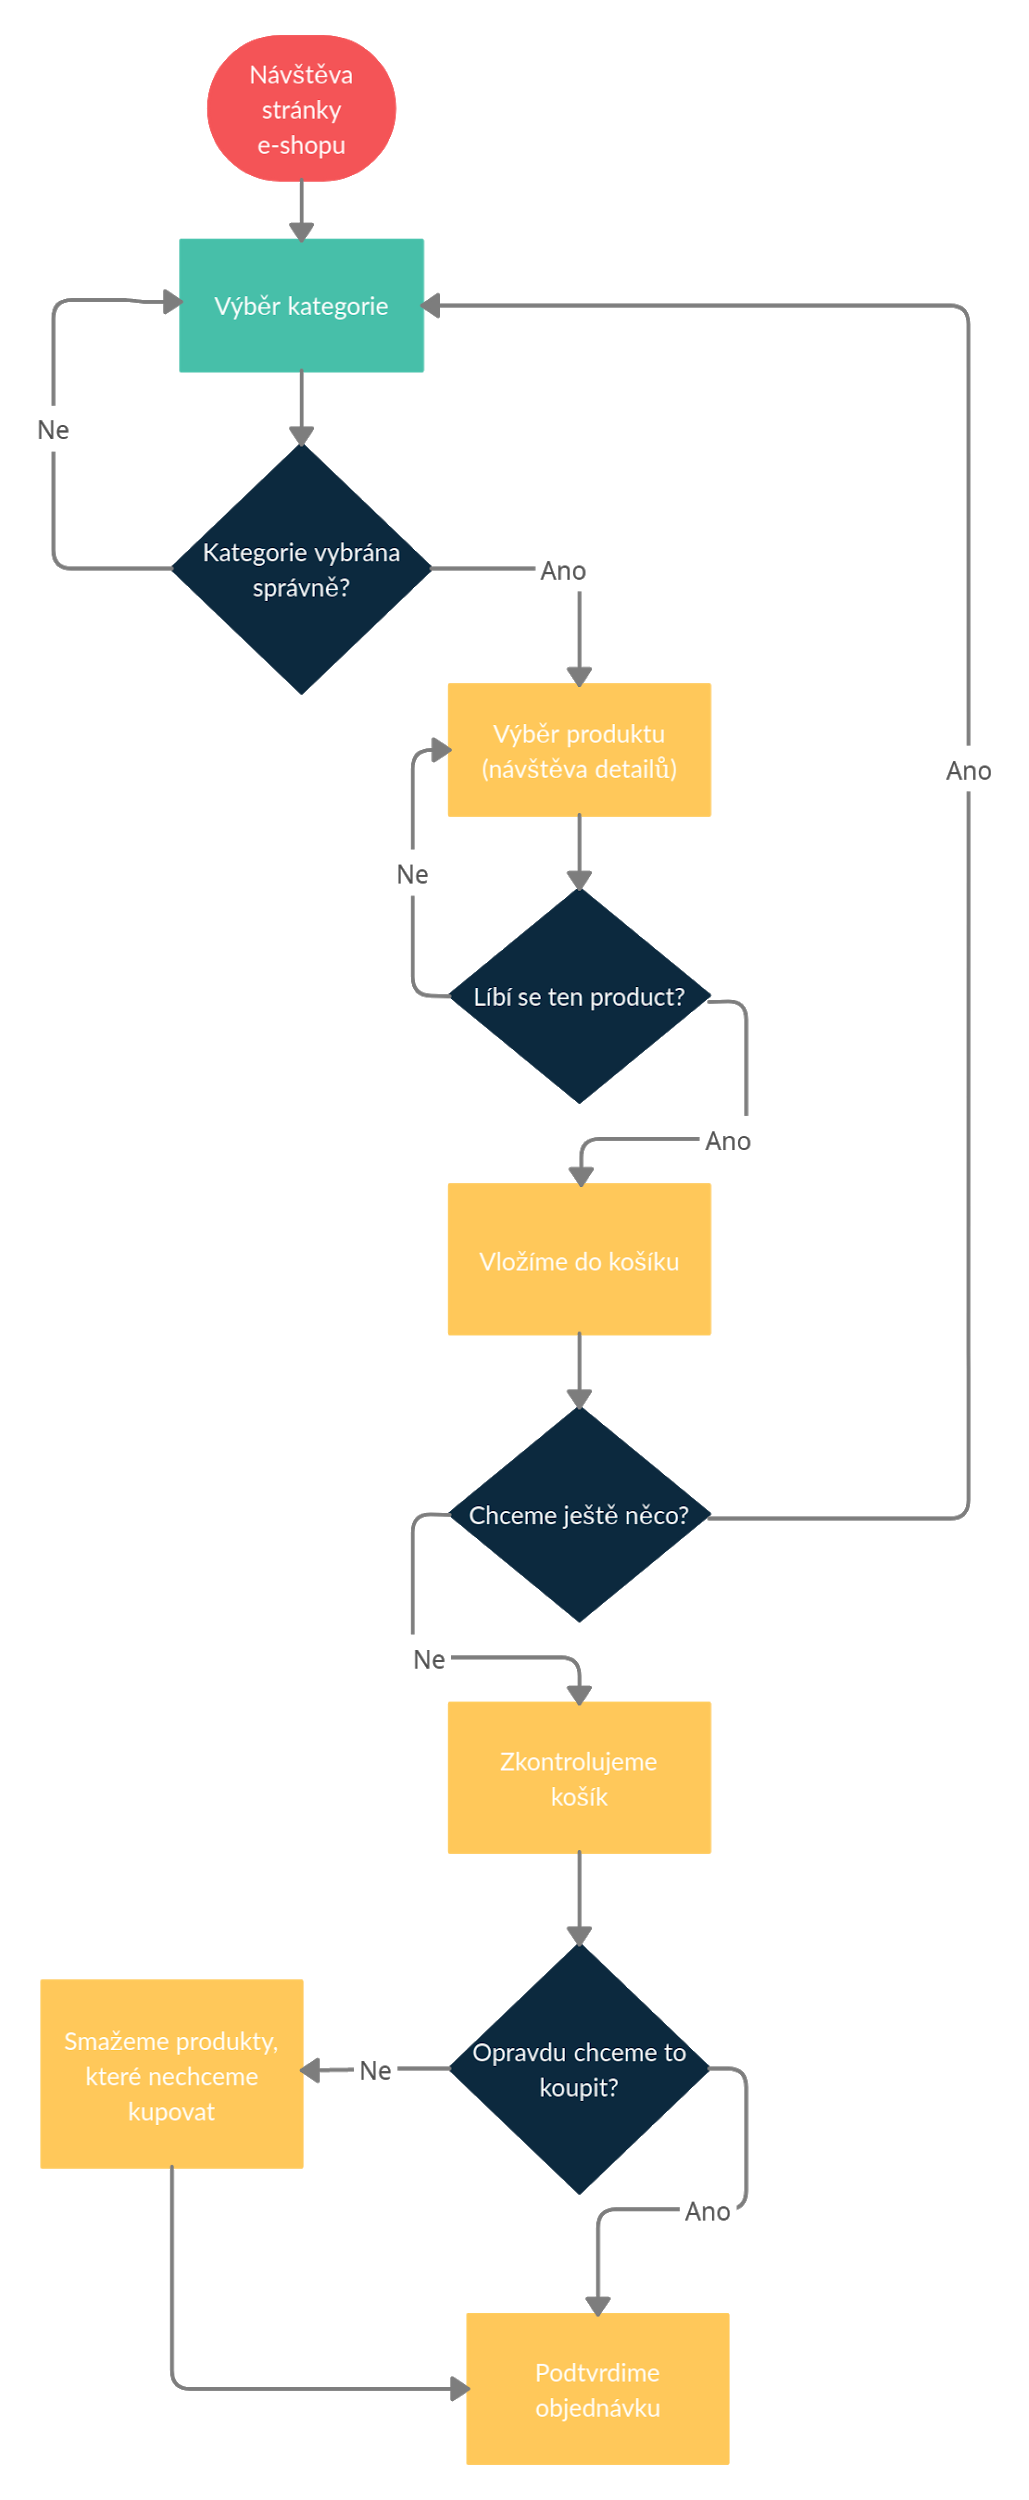 Návštěva
stránky
e-shopu
Výběr kategorie
Ne
Kategorie vybrána
správně?
Ano
Výběr produktu
(návštěva detailů)
Ano
Ne
Líbí se ten product?
Ano
Vložíme do košíku
Chceme ještě něco?
Ne
Zkontrolujeme
košík
Smažeme produkty,
které nechceme
kupovat
Ne
Opravdu chceme to
koupit?
Ano
Podtvrdime
objednávku